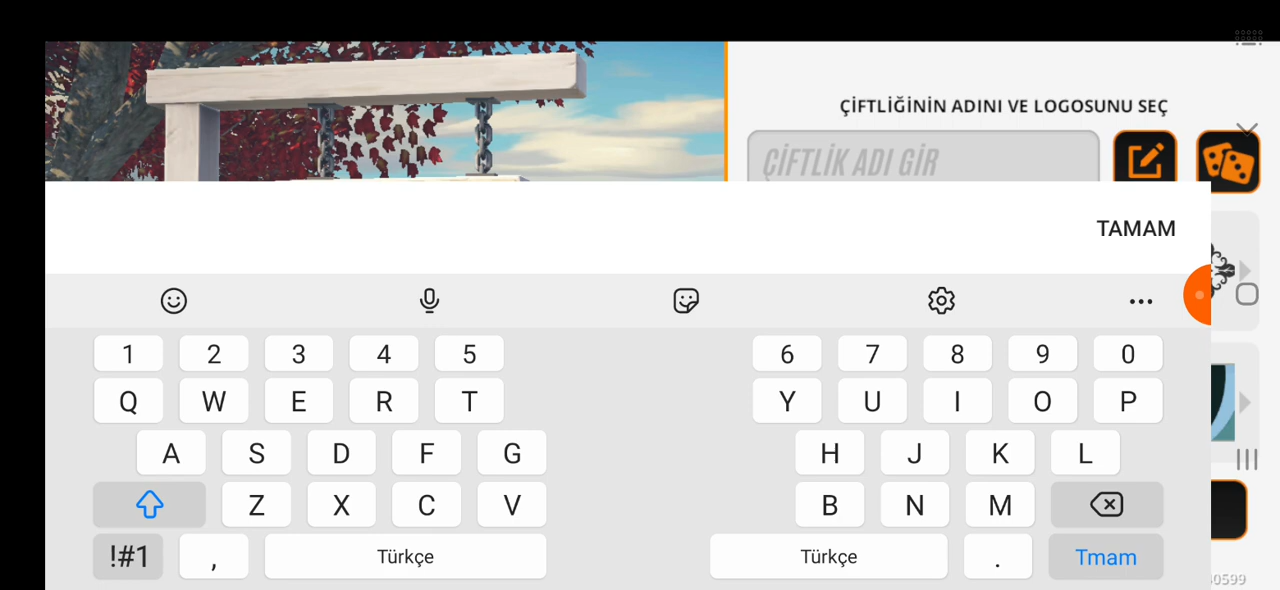 ÇİFTLİĞİNİN ADINI VE LOGOSUNU SEÇ
ÇİFTLİK ADI GİR
TAMAM
1 2 3 4 5 6 7 8 9 0
Q W E R T Y U I O P
A S D F G H J K L
Z X C V B N M
!#1 , Türkçe Türkçe . Tmam